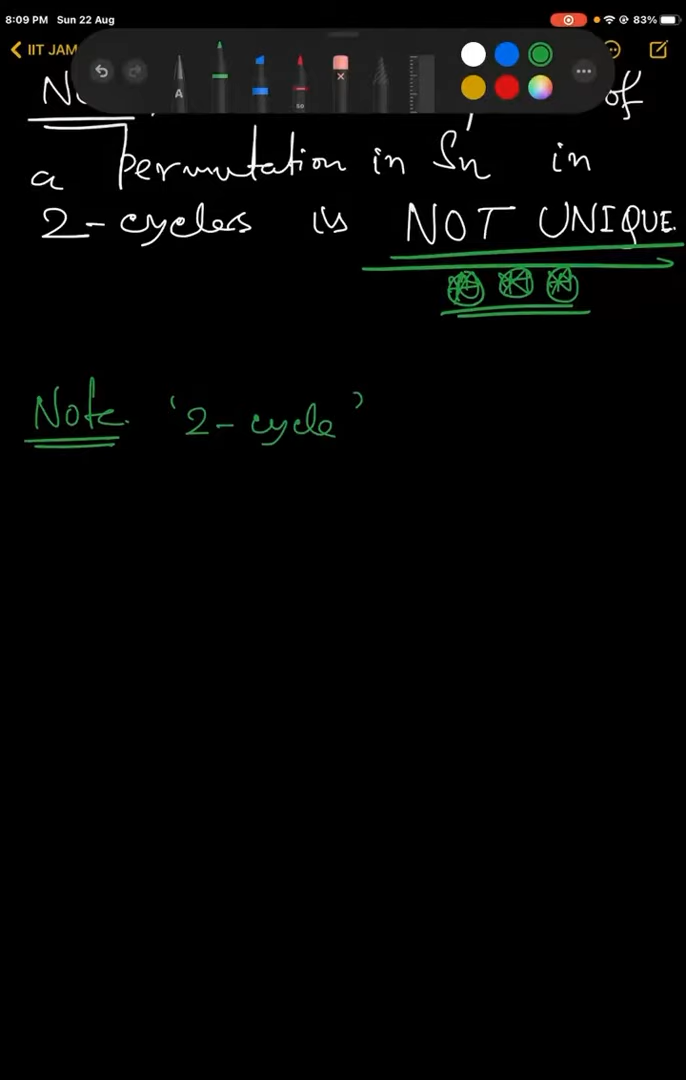 8:09 PM Sun 22 Aug
83%
IIT JAM
of
a permutation in Sn in
2-cycles is NOT UNIQUE.
Note. '2-cycle'